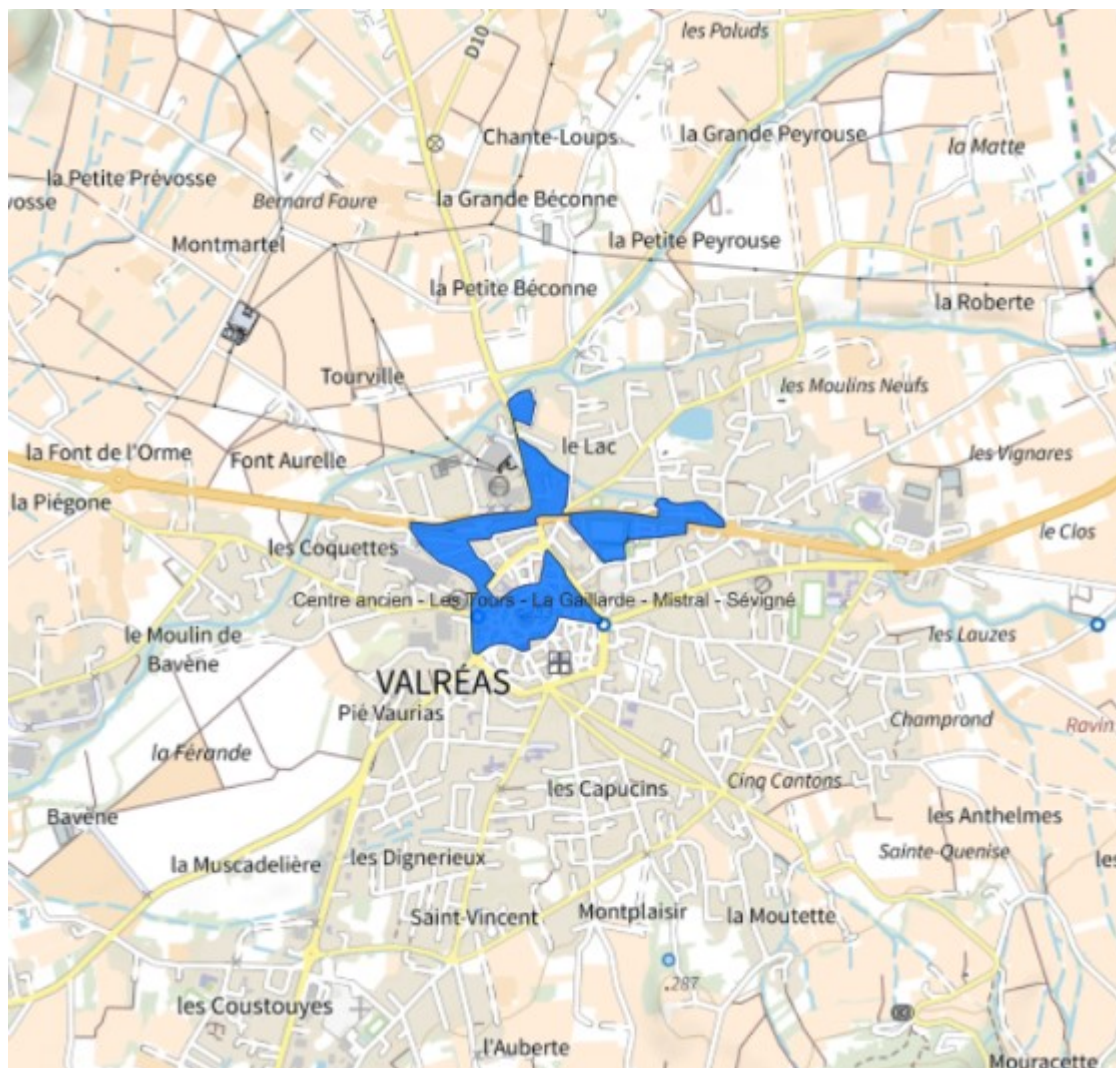 les Paluds
D10
Chante-Loups
la Grande Peyrouse
la Matte
la Petite Prévosse
vosse
Bernard Faure
la Grande Béconne
Montmartel
la Petite Peyrouse
la Petite Béconne
la Roberte
Tourville
les Moulins Neufs
le Lac
la Font de l'Orme
Font Aurelle
les Vignares
la Piégone
le Clos
les Coquettes
Centre ancien - Les Tours - La Gaillarde - Mistral - Sévigné
le Moulin de
Bavène
les Lauzes
VALRÉAS
Pié Vaurias
Champrond
Ravin
la Férande
Cinq Cantons
les Capucins
Bavène
les Anthelmes
la Muscadelière
les Dignerieux
Sainte-Quenise
les
Saint-Vincent
Montplaisir
la Moutette
.287
les Coustouyes
l'Auberte
Mouracette